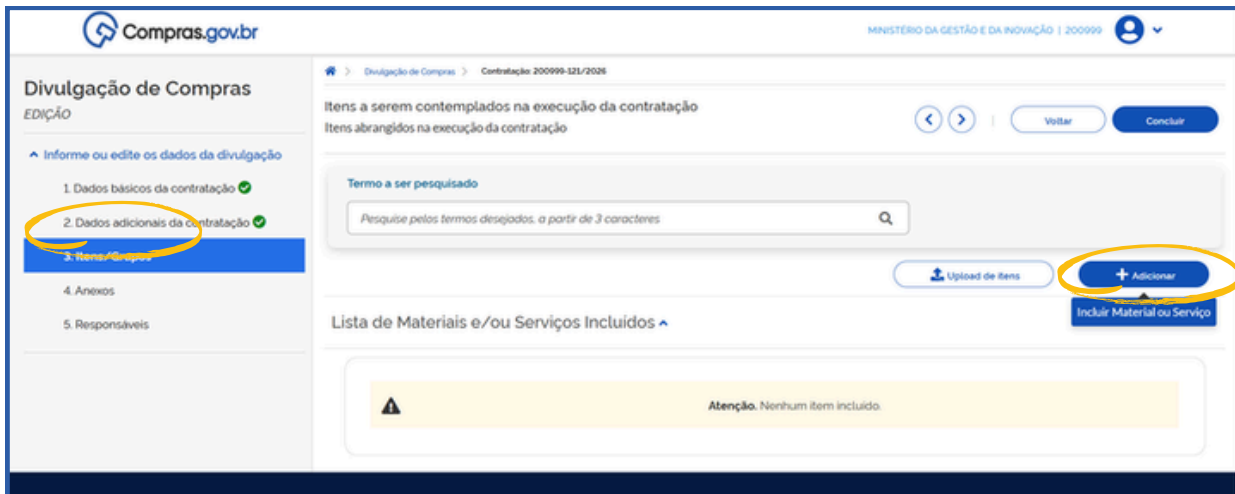 Compras.gov.br
MINISTÉRIO DA GESTÃO E DA INOVAÇÃO | 200999
Divulgação de Compras
EDIÇÃO
Informe ou edite os dados da divulgação
1. Dados básicos da contratação
2. Dados adicionais da contratação
3. Itens/Grupos
4. Anexos
5. Responsáveis
Divulgação de Compras > Contratação: 200999-121/2026
Itens a serem contemplados na execução da contratação
Itens abrangidos na execução da contratação
Voltar
Concluir
Termo a ser pesquisado
Pesquise pelos termos desejados, a partir de 3 caracteres
Upload de itens
Adicionar
Incluir Material ou Serviço
Lista de Materiais e/ou Serviços Incluídos
Atenção. Nenhum item incluído.